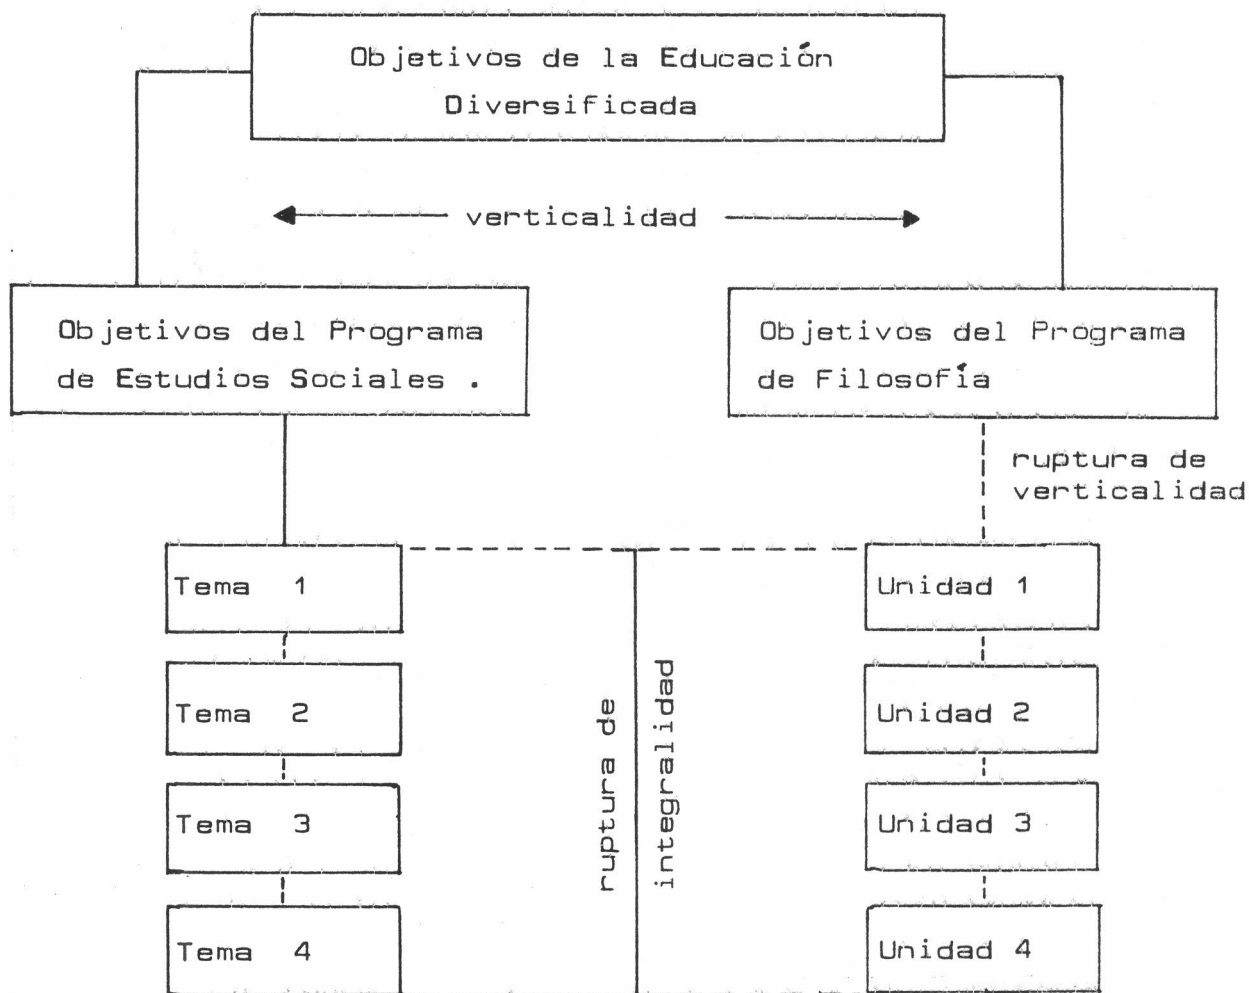 Objetivos de la Educación
Diversificada
verticalidad
Objetivos del Programa
de Estudios Sociales .
Objetivos del Programa
de Filosofía
ruptura de
verticalidad
Tema 1
Tema 2
Tema 3
Tema 4
ruptura de
integralidad
Unidad 1
Unidad 2
Unidad 3
Unidad 4